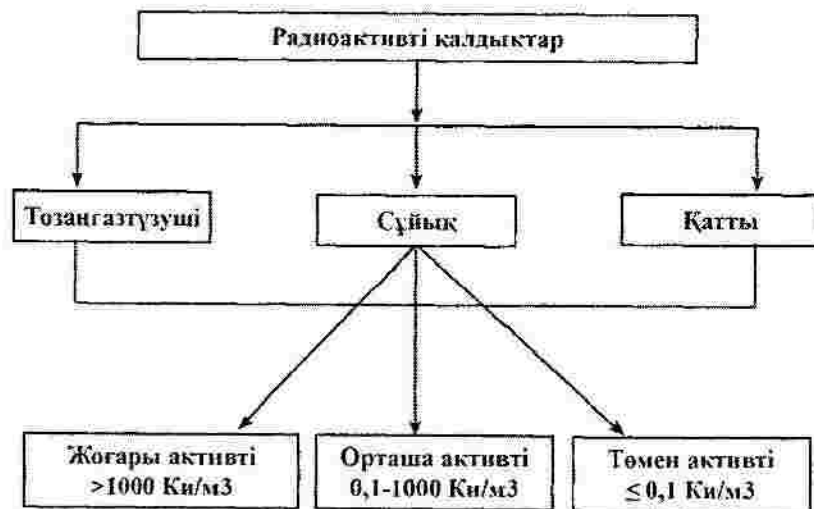 Радиоактивті қалдықтар
Тозаңгазтүзуші
Сұйық
Қатты
Жоғары активті
>1000 Ки/м3
Орташа активті
0,1-1000 Ки/м3
Төмен активті
≤ 0,1 Ки/м3